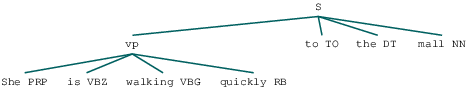 S
vp to TO the DT mall NN
She PRP is VBZ walking VBG quickly RB